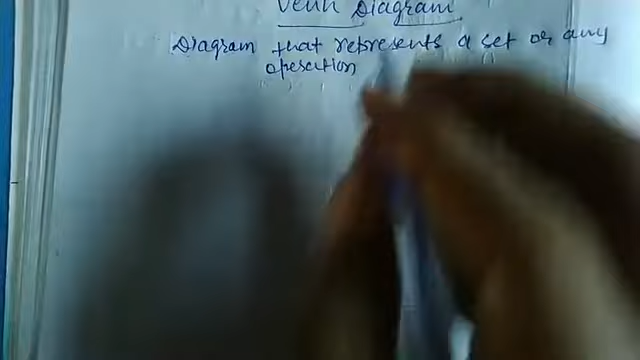 Venn Diagram
Diagram that represents a set or any
operation